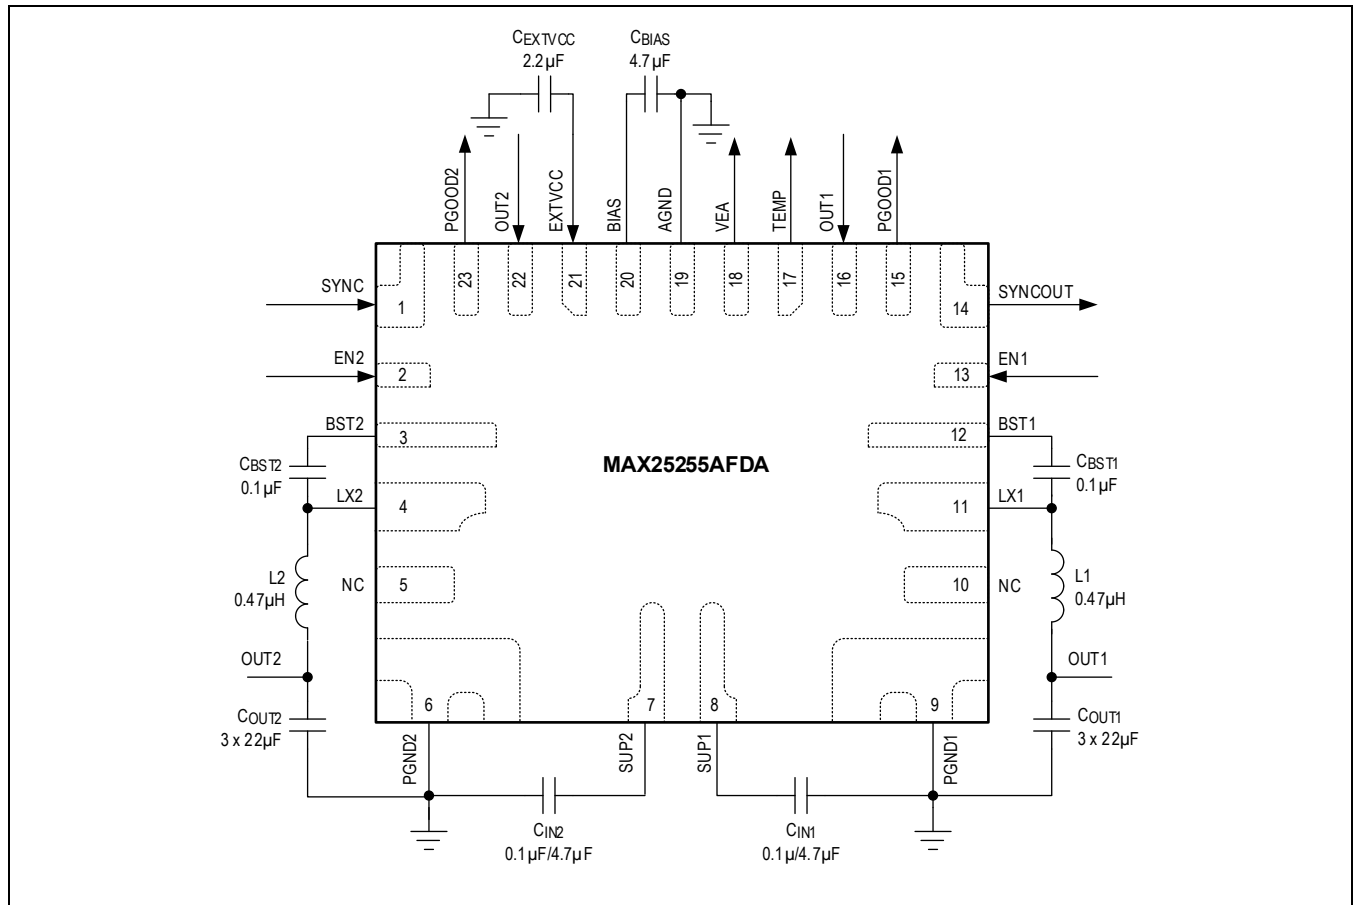 CEXTVCC
2.2µF
CBIAS
4.7µF
PGOOD2
OUT2
EXTVCC
BIAS
AGND
VEA
TEMP
OUT1
PGOOD1
23
22
21
20
19
18
17
16
15
SYNC
1
14
SYNCOUT
EN2
2
13
EN1
BST2
3
12
BST1
CBST2
0.1µF
MAX25255AFDA
CBST1
0.1µF
LX2
4
11
LX1
L2
0.47µH
NC
5
10
NC
L1
0.47µH
OUT2
OUT1
6
7
8
9
COUT2
3 x 22µF
COUT1
3 x 22µF
PGND2
SUP2
SUP1
PGND1
CIN2
0.1µF/4.7µF
CIN1
0.1µ/4.7µF